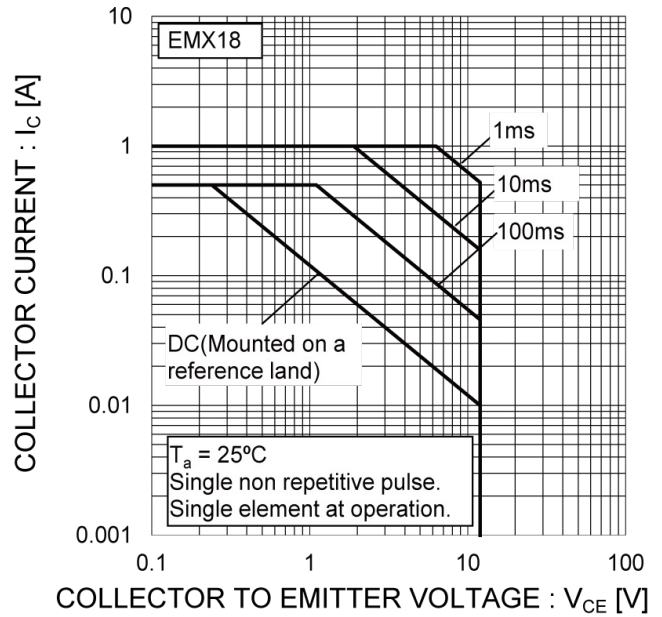 10
EMX18
COLLECTOR CURRENT : IC [A]
1
1ms
10ms
100ms
0.1
DC(Mounted on a
reference land)
0.01
Ta = 25ºC
Single non repetitive pulse.
Single element at operation.
0.001
0.1 1 10 100
COLLECTOR TO EMITTER VOLTAGE : VCE [V]